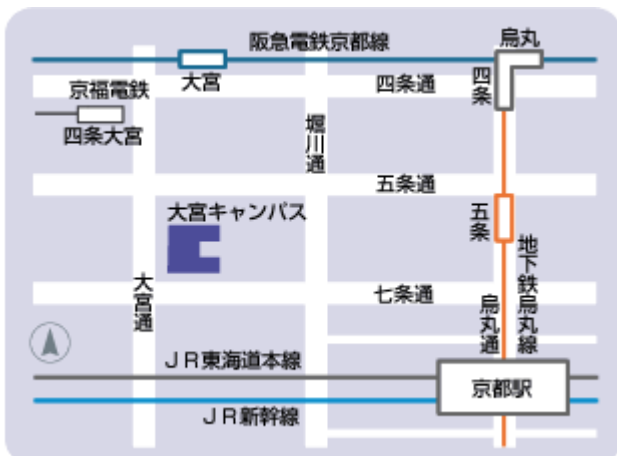 阪急電鉄京都線
烏丸
大宮
四条通
四条
京福電鉄
四条大宮
堀川通
五条通
大宮キャンパス
五条
大宮通
七条通
烏丸通
地下鉄烏丸線
ＪＲ東海道本線
京都駅
ＪＲ新幹線